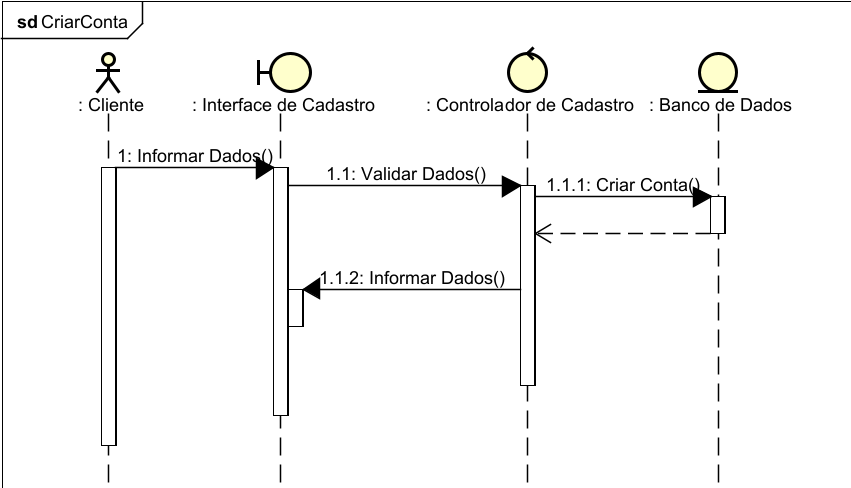 sd CriarConta
: Cliente
: Interface de Cadastro
: Controlador de Cadastro
: Banco de Dados
1: Informar Dados()
1.1: Validar Dados()
1.1.1: Criar Conta()
1.1.2: Informar Dados()